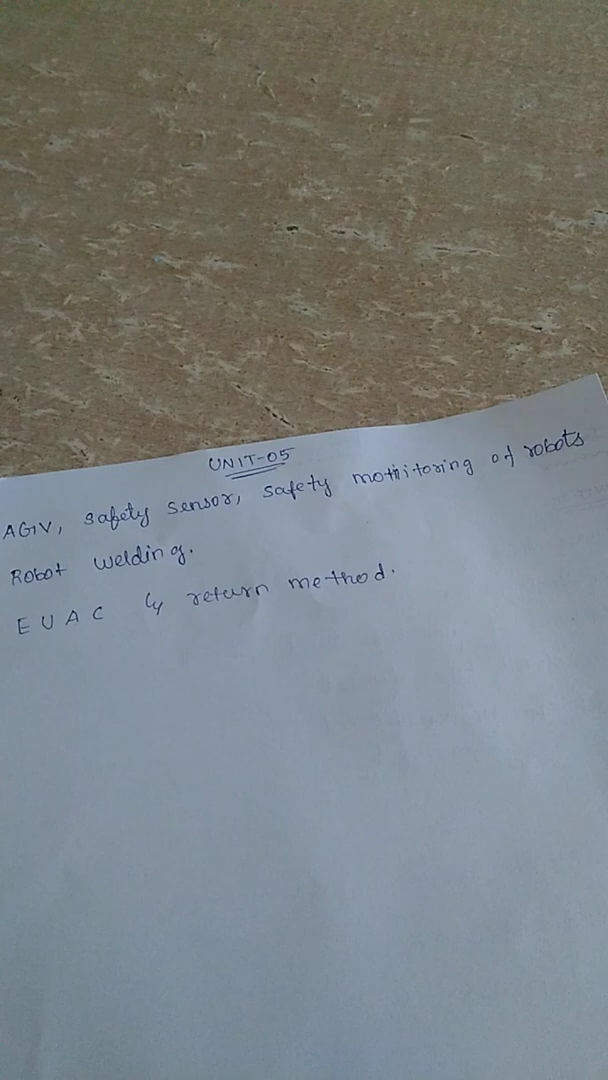 UNIT-05
AGV, safety sensor, safety monitoring of robots
Robot welding.
EUAC & return method.